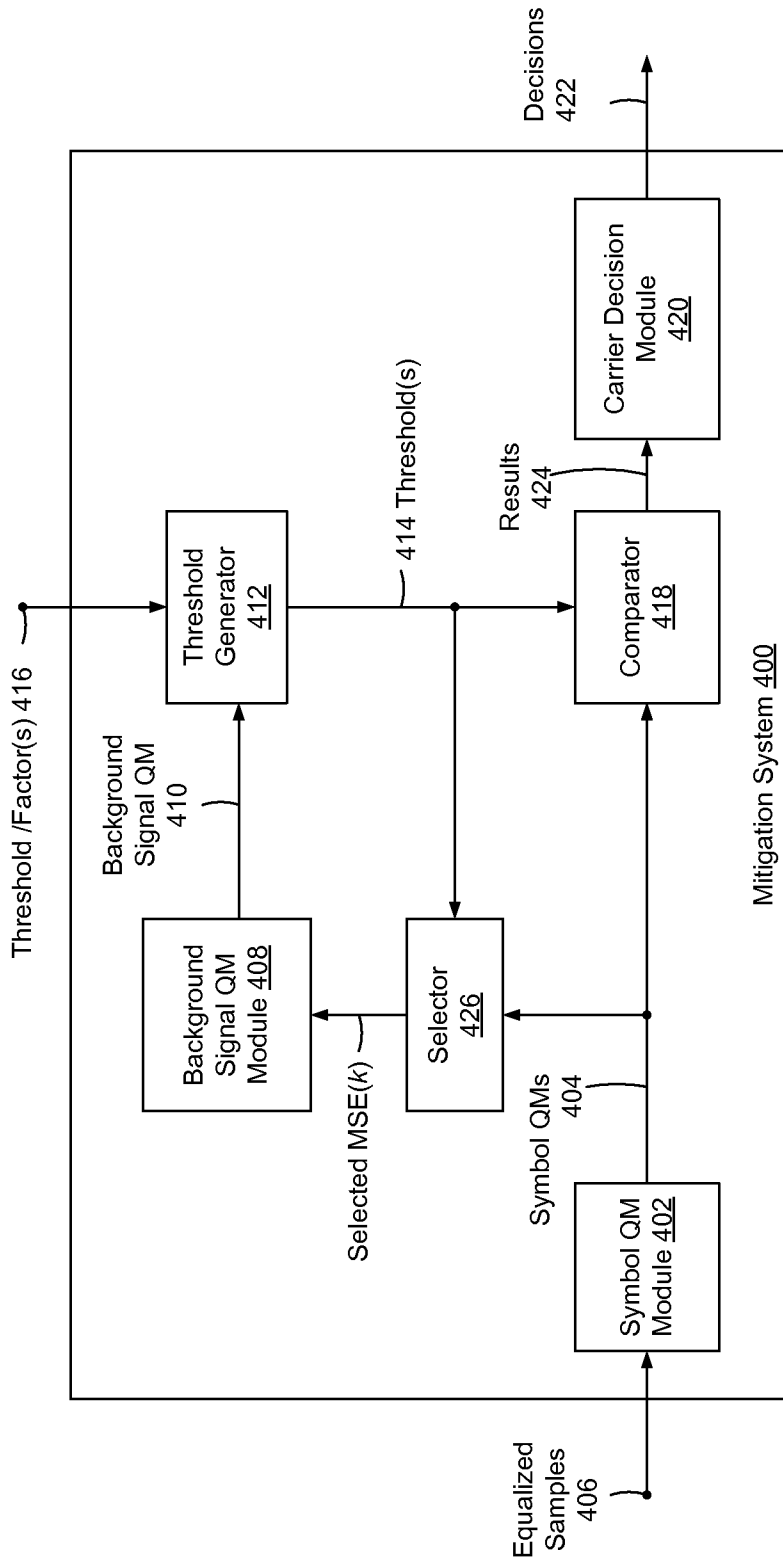 Threshold /Factor(s) 416
Background
Signal QM
410
Threshold
Generator
412
414 Threshold(s)
Background
Signal QM
Module 408
Selected MSE(k)
Selector
426
Equalized
Samples
406
Symbol QM
Module 402
Symbol QMs
404
Comparator
418
Results
424
Carrier Decision
Module
420
Decisions
422
Mitigation System 400